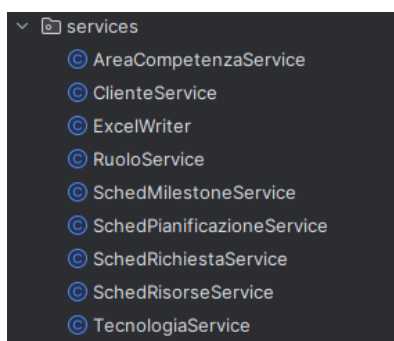 services
AreaCompetenzaService
ClienteService
ExcelWriter
RuoloService
SchedMilestoneService
SchedPianificazioneService
SchedRichiestaService
SchedRisorseService
TecnologiaService